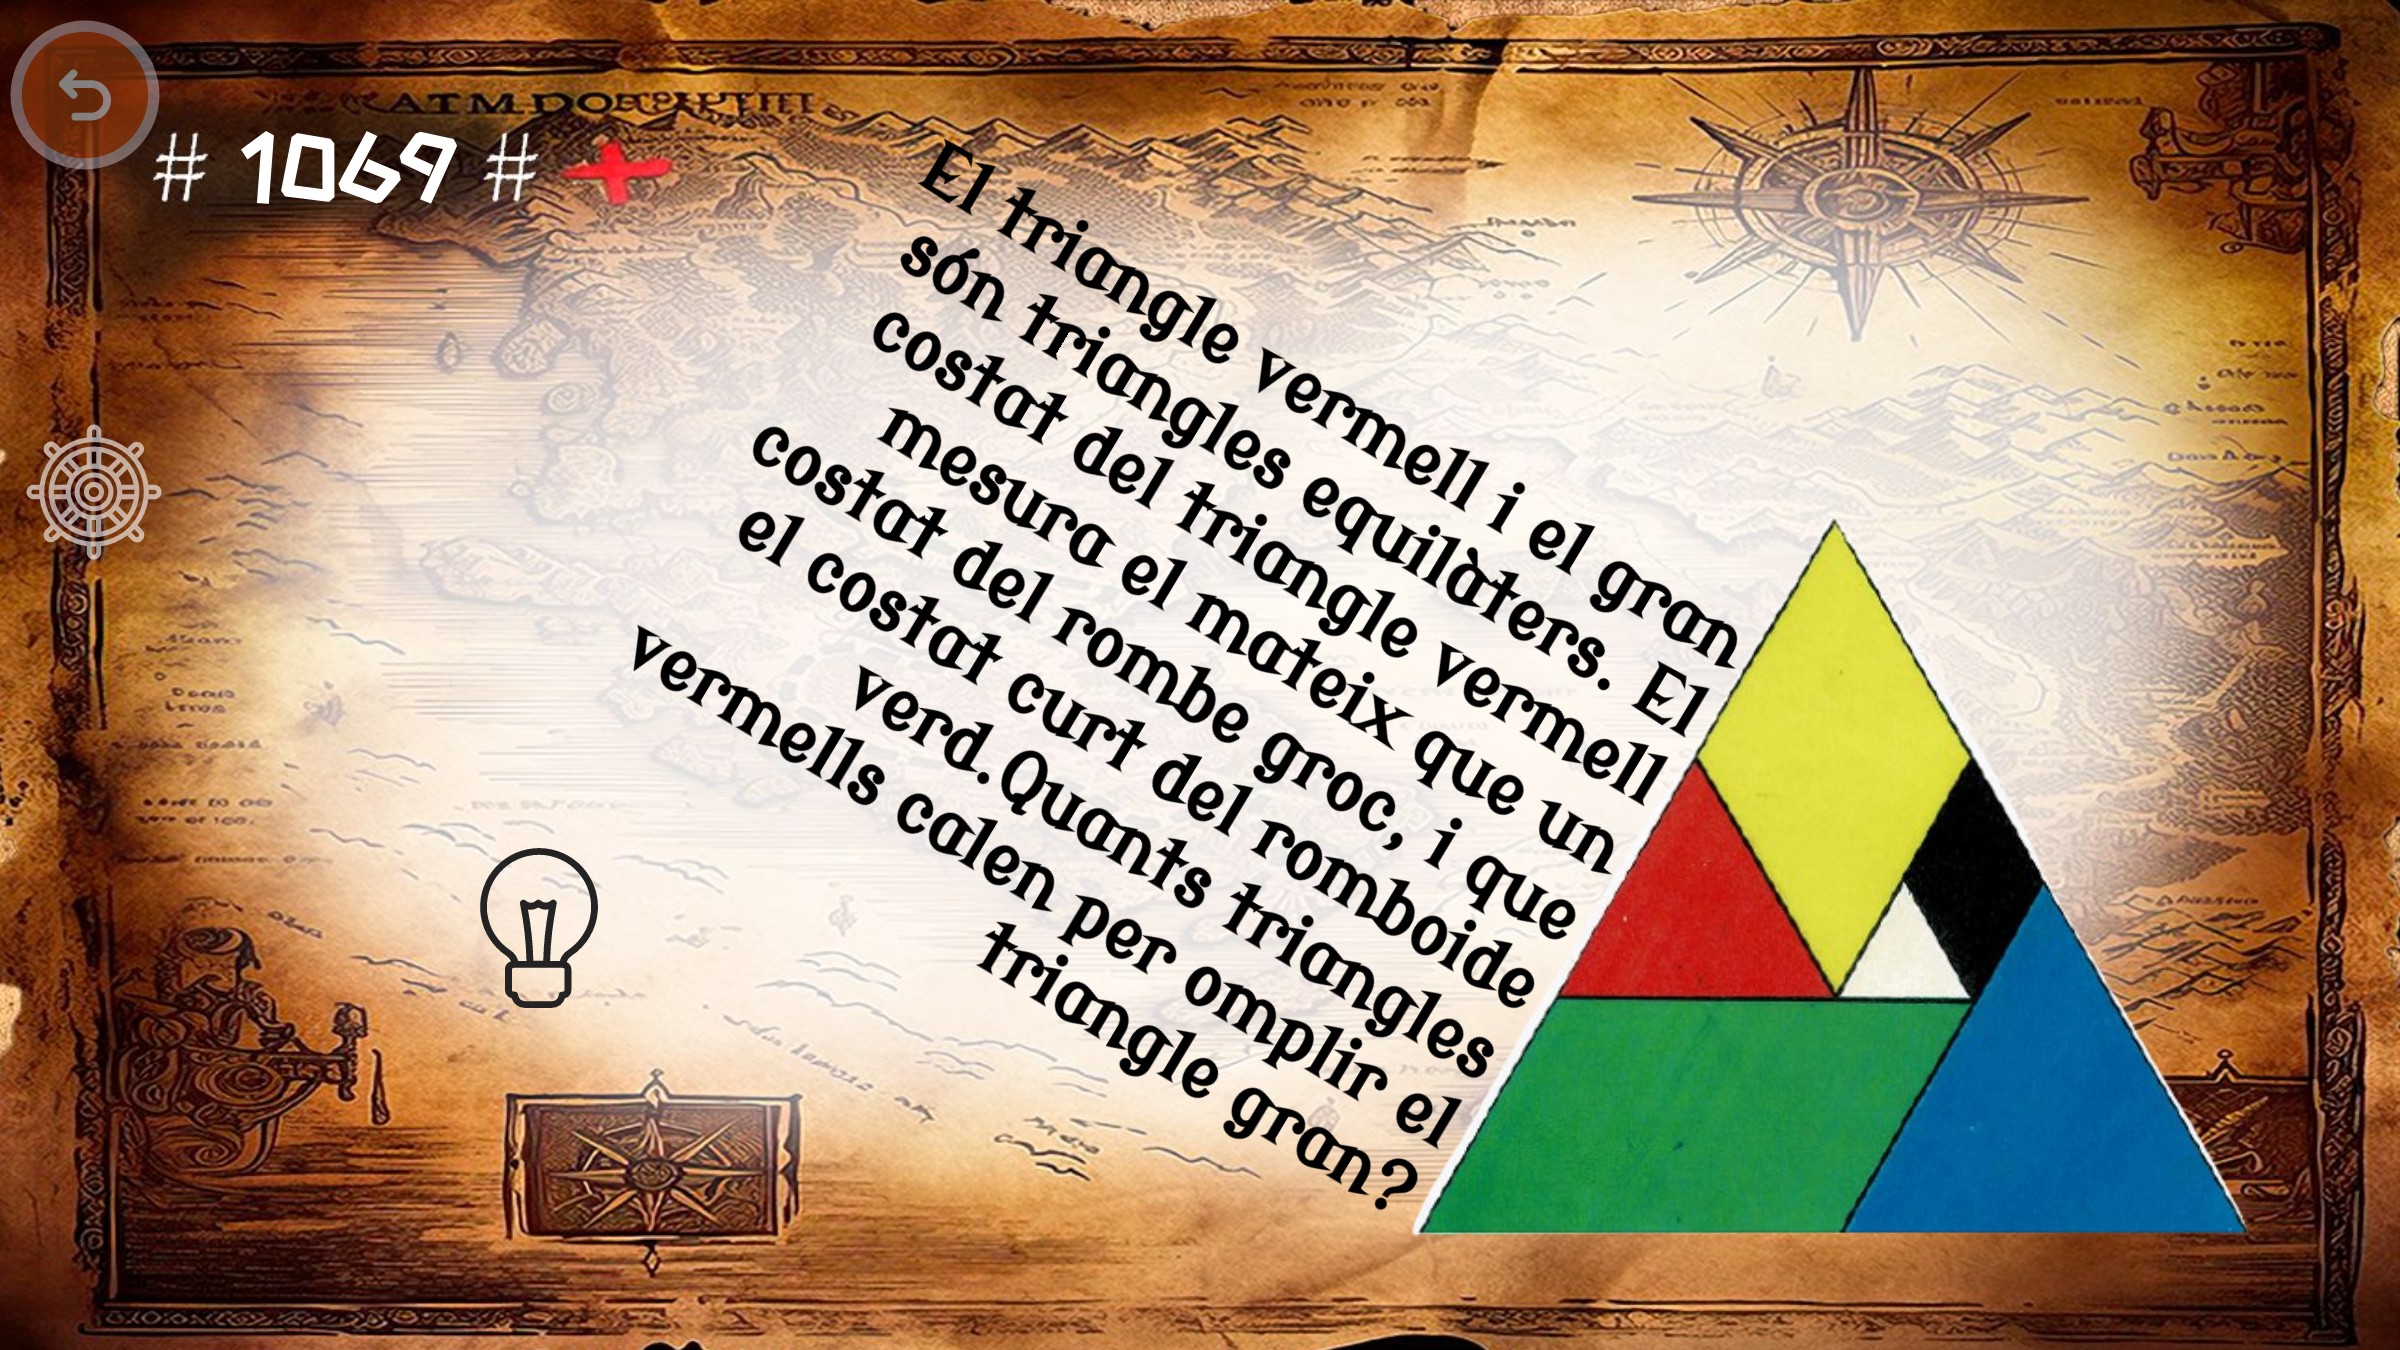 # 1069 #
El triangle vermell i el gran
són triangles equilàters. El
costat del triangle vermell
mesura el mateix que un
costat del rombe groc, i que
el costat curt del romboide
verd. Quants triangles
vermells calen per omplir el
triangle gran?